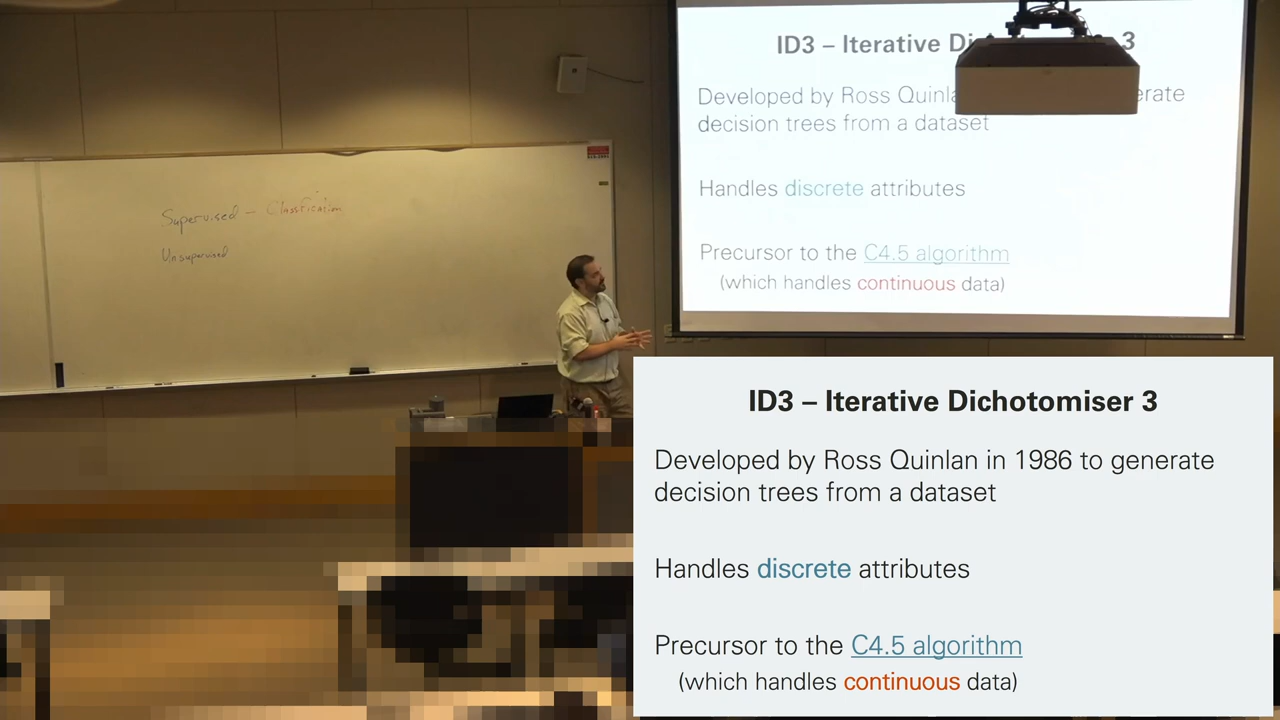 Supervised – Classification
Unsupervised
ID3 – Iterative Di 3
Developed by Ross Quinla erate
decision trees from a dataset
Handles discrete attributes
Precursor to the C4.5 algorithm
(which handles continuous data)
ID3 – Iterative Dichotomiser 3
Developed by Ross Quinlan in 1986 to generate
decision trees from a dataset
Handles discrete attributes
Precursor to the C4.5 algorithm
(which handles continuous data)